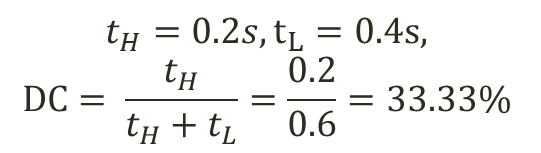 t_H = 0.2s, t_L = 0.4s,
DC = t_H / (t_H + t_L) = 0.2 / 0.6 = 33.33%